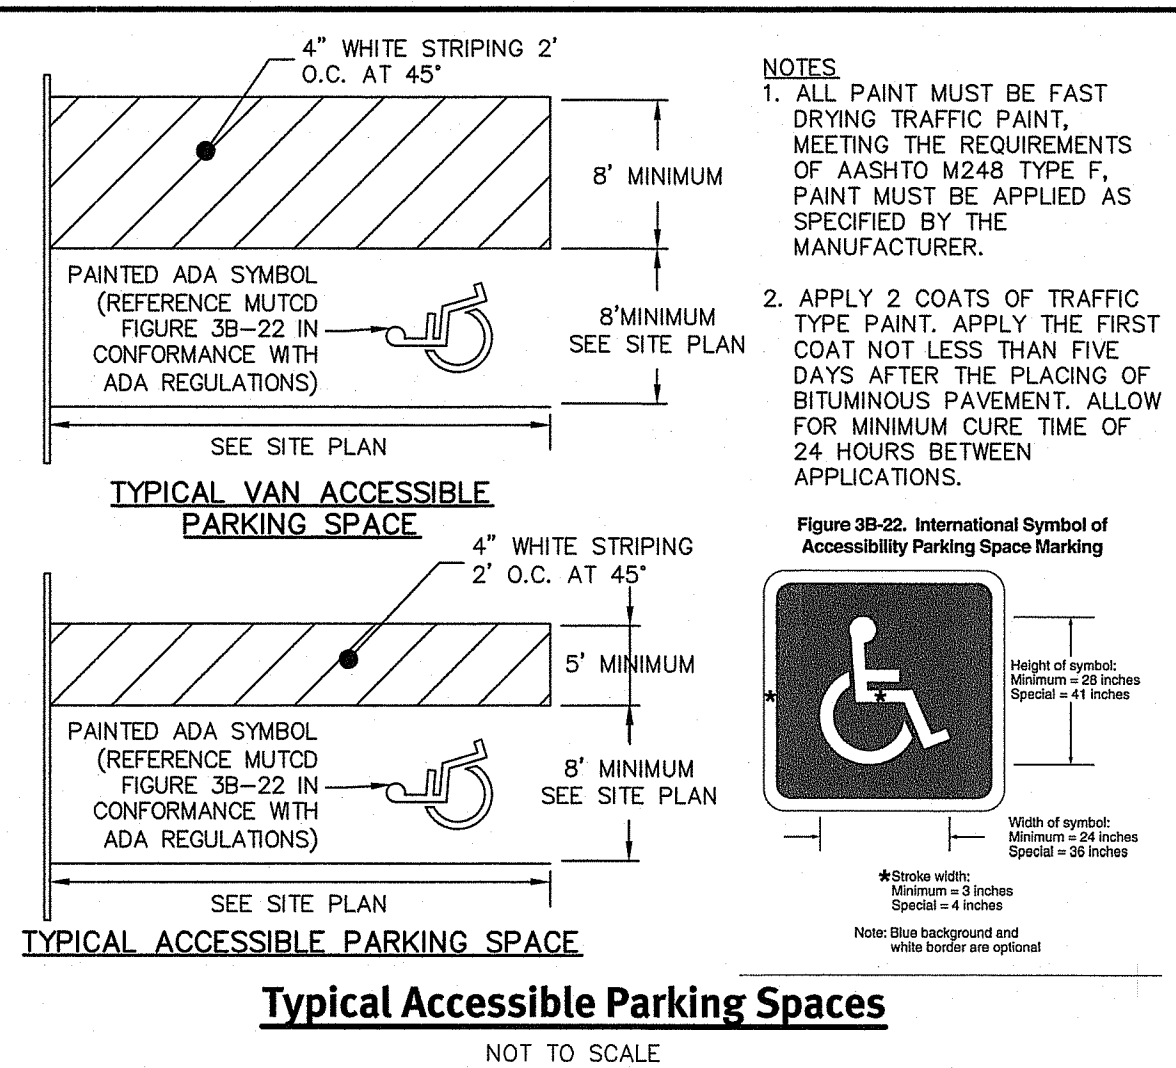 4" WHITE STRIPING 2'
O.C. AT 45°
8' MINIMUM
PAINTED ADA SYMBOL
(REFERENCE MUTCD
FIGURE 3B-22 IN
CONFORMANCE WITH
ADA REGULATIONS)
8'MINIMUM
SEE SITE PLAN
SEE SITE PLAN
TYPICAL VAN ACCESSIBLE
PARKING SPACE
4" WHITE STRIPING
2' O.C. AT 45°
5' MINIMUM
PAINTED ADA SYMBOL
(REFERENCE MUTCD
FIGURE 3B-22 IN
CONFORMANCE WITH
ADA REGULATIONS)
8' MINIMUM
SEE SITE PLAN
SEE SITE PLAN
TYPICAL ACCESSIBLE PARKING SPACE
NOTES
1. ALL PAINT MUST BE FAST
DRYING TRAFFIC PAINT,
MEETING THE REQUIREMENTS
OF AASHTO M248 TYPE F,
PAINT MUST BE APPLIED AS
SPECIFIED BY THE
MANUFACTURER.
2. APPLY 2 COATS OF TRAFFIC
TYPE PAINT. APPLY THE FIRST
COAT NOT LESS THAN FIVE
DAYS AFTER THE PLACING OF
BITUMINOUS PAVEMENT. ALLOW
FOR MINIMUM CURE TIME OF
24 HOURS BETWEEN
APPLICATIONS.
Figure 3B-22. International Symbol of
Accessibility Parking Space Marking
Height of symbol:
Minimum = 28 inches
Special = 41 inches
Width of symbol:
Minimum = 24 inches
Special = 36 inches
*Stroke width:
Minimum = 3 inches
Special = 4 inches
Note: Blue background and
white border are optional
Typical Accessible Parking Spaces
NOT TO SCALE